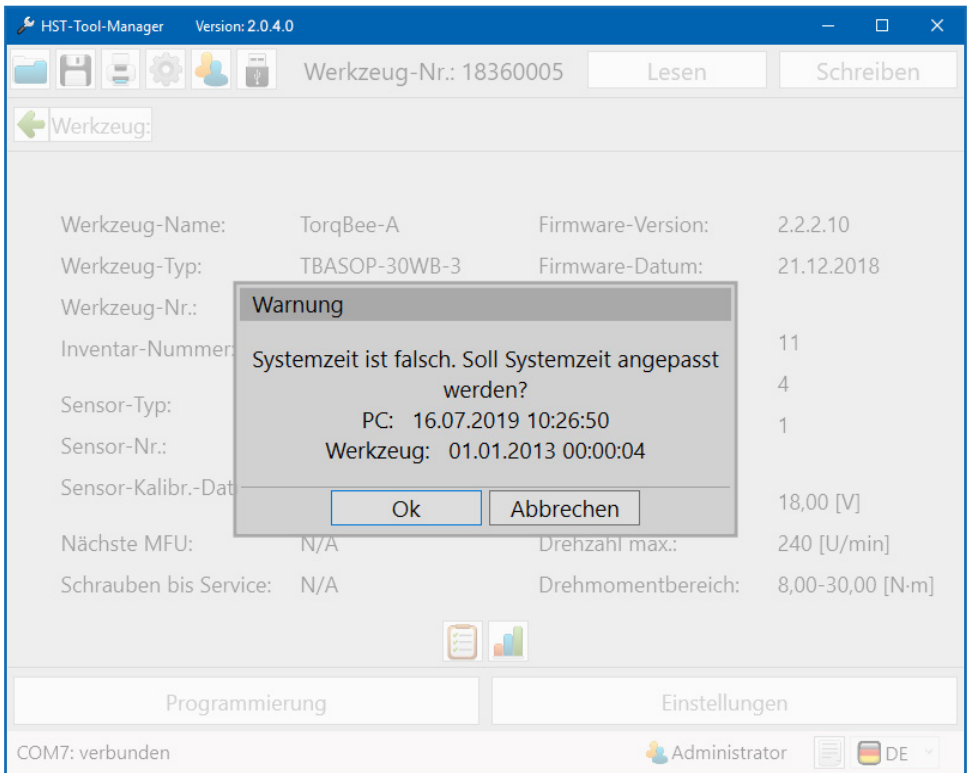 HST-Tool-Manager Version: 2.0.4.0
Werkzeug-Nr.: 18360005 Lesen Schreiben
Werkzeug:
Werkzeug-Name: TorqBee-A Firmware-Version: 2.2.2.10
Werkzeug-Typ: TBASOP-30WB-3 Firmware-Datum: 21.12.2018
Werkzeug-Nr.:
Inventar-Nummer: 11
Sensor-Typ: 4
Sensor-Nr.: 1
Sensor-Kalibr.-Dat 18,00 [V]
Nächste MFU: N/A Drehzahl max.: 240 [U/min]
Schrauben bis Service: N/A Drehmomentbereich: 8,00-30,00 [N·m]
Warnung
Systemzeit ist falsch. Soll Systemzeit angepasst
werden?
PC: 16.07.2019 10:26:50
Werkzeug: 01.01.2013 00:00:04
Ok Abbrechen
Programmierung Einstellungen
COM7: verbunden Administrator DE